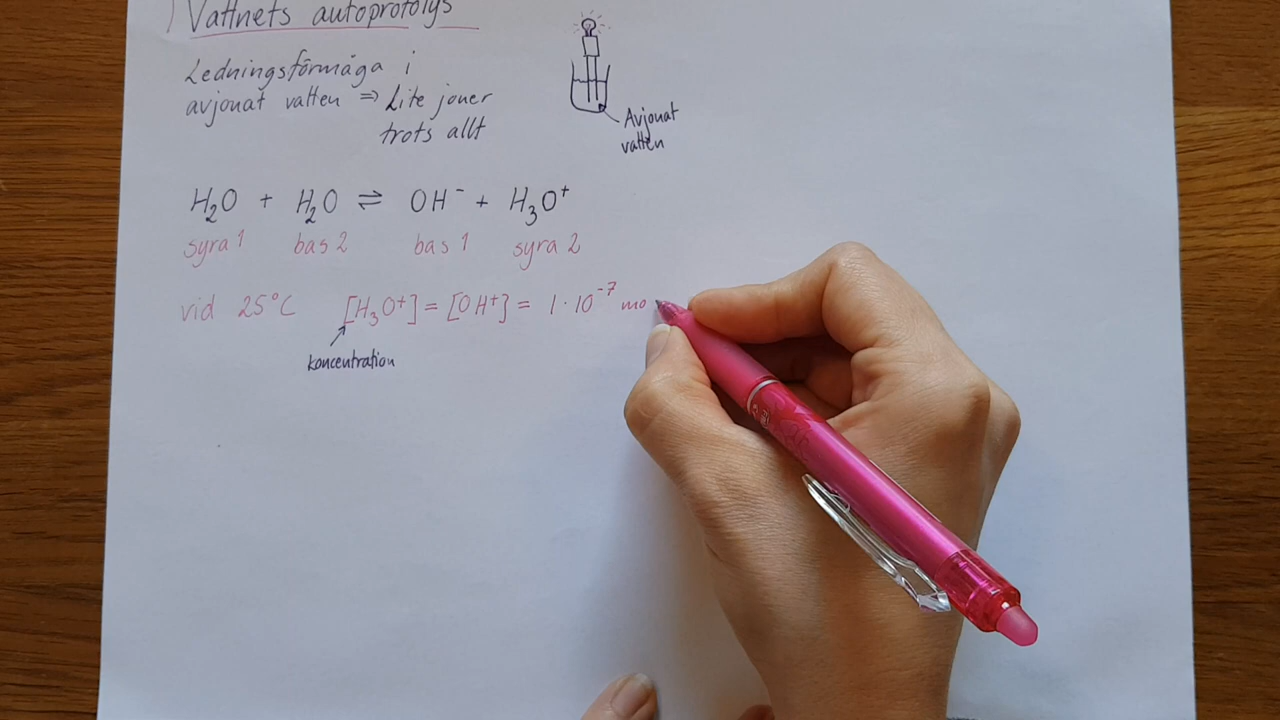 Vattnets autoprotolys
Ledningsförmåga i
avjonat vatten ⇒ Lite joner
trots allt
Avjonat
vatten
H₂O + H₂O ⇌ OH⁻ + H₃O⁺
syra 1 bas 2 bas 1 syra 2
vid 25°C [H₃O⁺] = [OH⁺] = 1·10⁻⁷ mo
koncentration